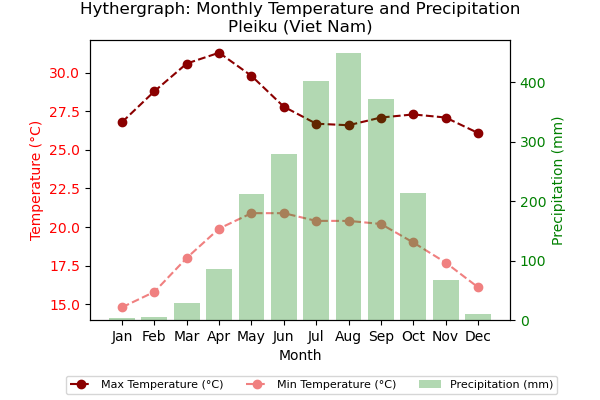 Hythergraph: Monthly Temperature and Precipitation
Pleiku (Viet Nam)
Temperature (°C)
30.0
27.5
25.0
22.5
20.0
17.5
15.0
400
300
200
100
0
Precipitation (mm)
Jan Feb Mar Apr May Jun Jul Aug Sep Oct Nov Dec
Month
Max Temperature (°C) Min Temperature (°C) Precipitation (mm)